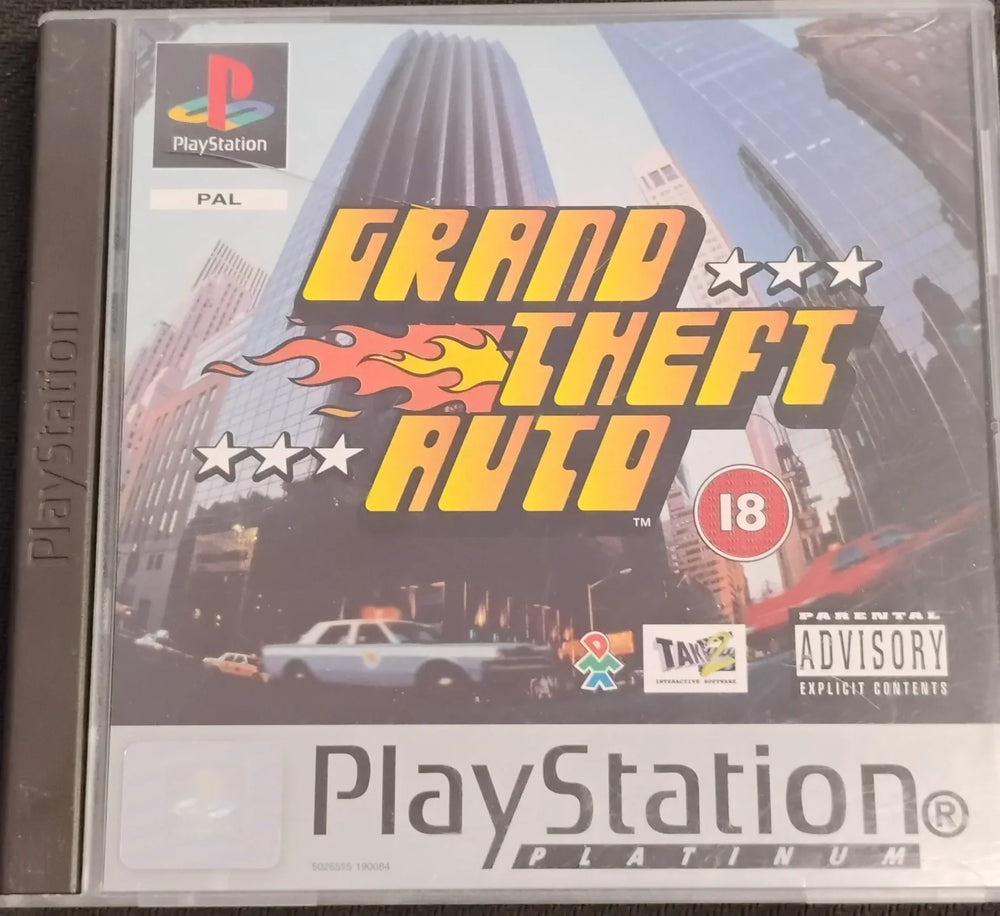 PlayStation
PAL
PlayStation
GRAND
THEFT
AUTO
TM
18
DMA
TAKE 2
INTERACTIVE SOFTWARE
PARENTAL
ADVISORY
EXPLICIT CONTENTS
PlayStation®
PLATINUM
5026555 190084